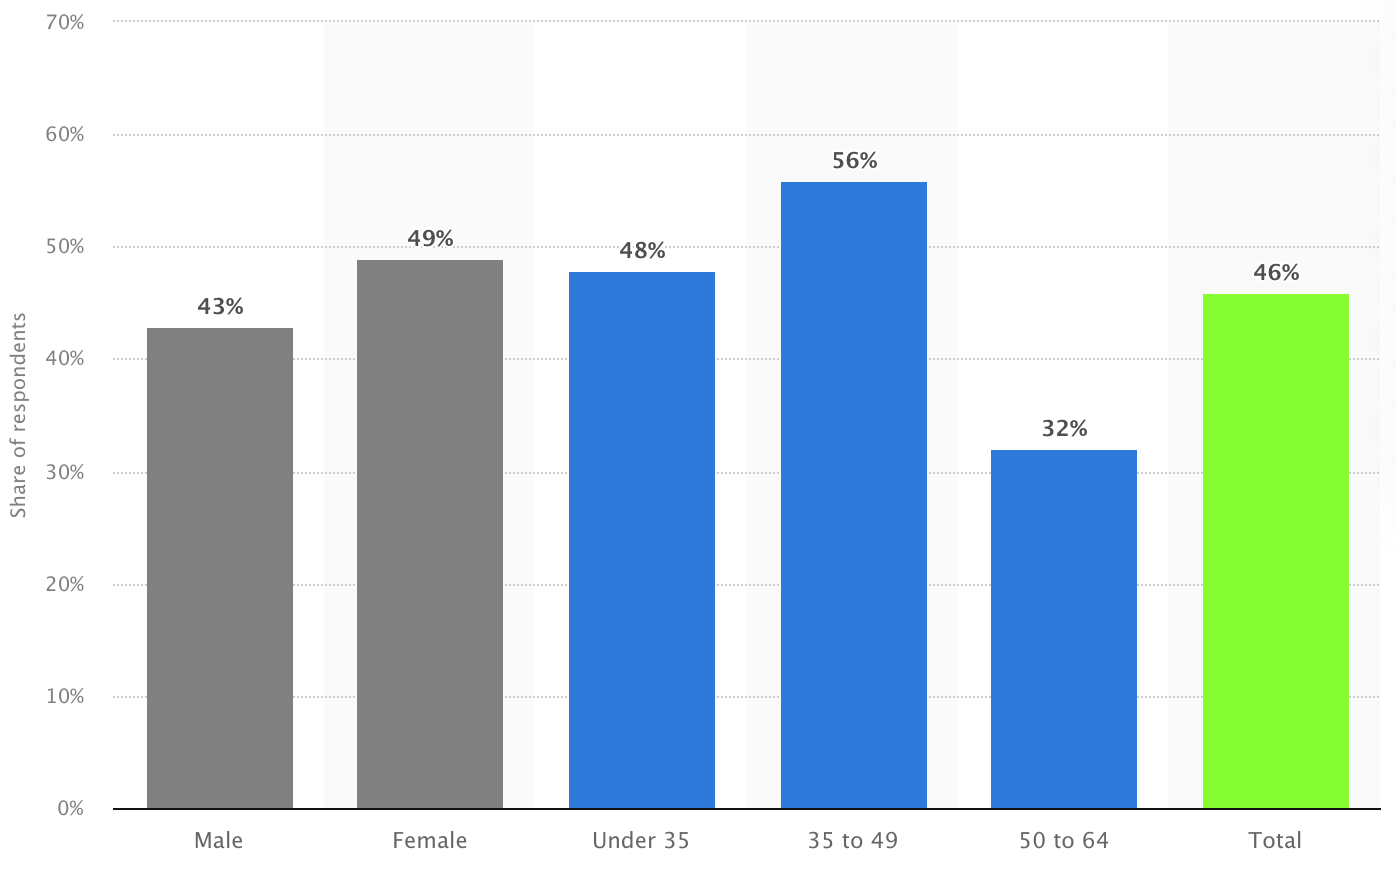 70%
60%
50%
40%
30%
20%
10%
0%
Share of respondents
43%
49%
48%
56%
32%
46%
Male
Female
Under 35
35 to 49
50 to 64
Total